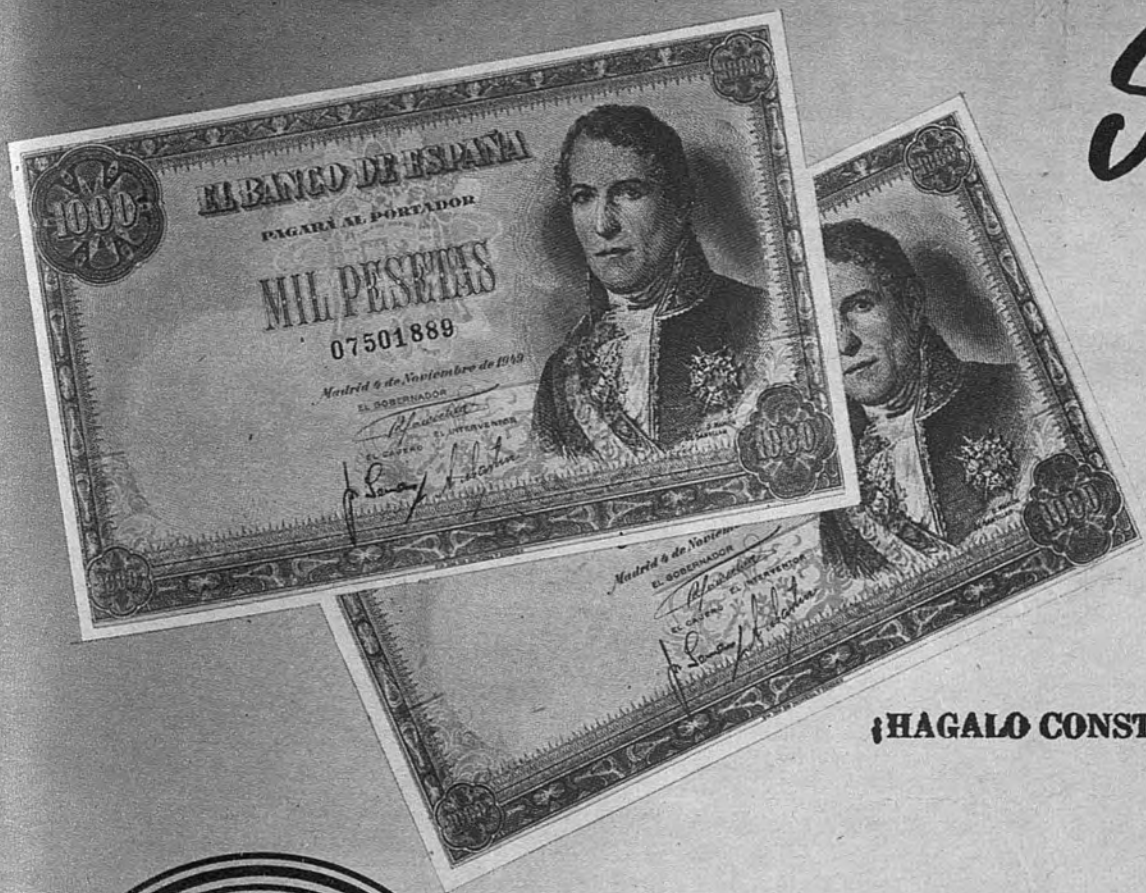 1000
1000
EL BANCO DE ESPAÑA
PAGARÁ AL PORTADOR
MIL PESETAS
07501889
Madrid 4 de Noviembre de 1949
EL GOBERNADOR
EL CAJERO EL INTERVENTOR
1000
1000
1000
Madrid 4 de Noviem
EL GOBERNADOR
EL CAJERO EL INTERVENTOR
1000
1000
S
¡HAGALO CONST